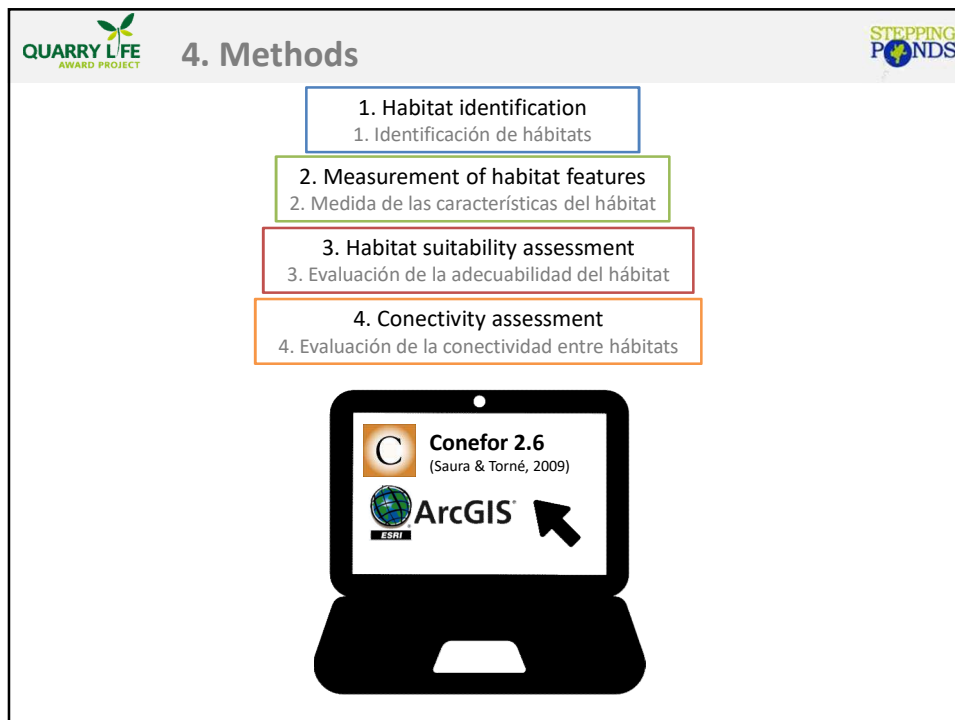 QUARRY LIFE
AWARD PROJECT
4. Methods
STEPPING
PONDS
1. Habitat identification
1. Identificación de hábitats
2. Measurement of habitat features
2. Medida de las características del hábitat
3. Habitat suitability assessment
3. Evaluación de la adecuabilidad del hábitat
4. Conectivity assessment
4. Evaluación de la conectividad entre hábitats
C Conefor 2.6
(Saura & Torné, 2009)
ArcGIS®
ESRI